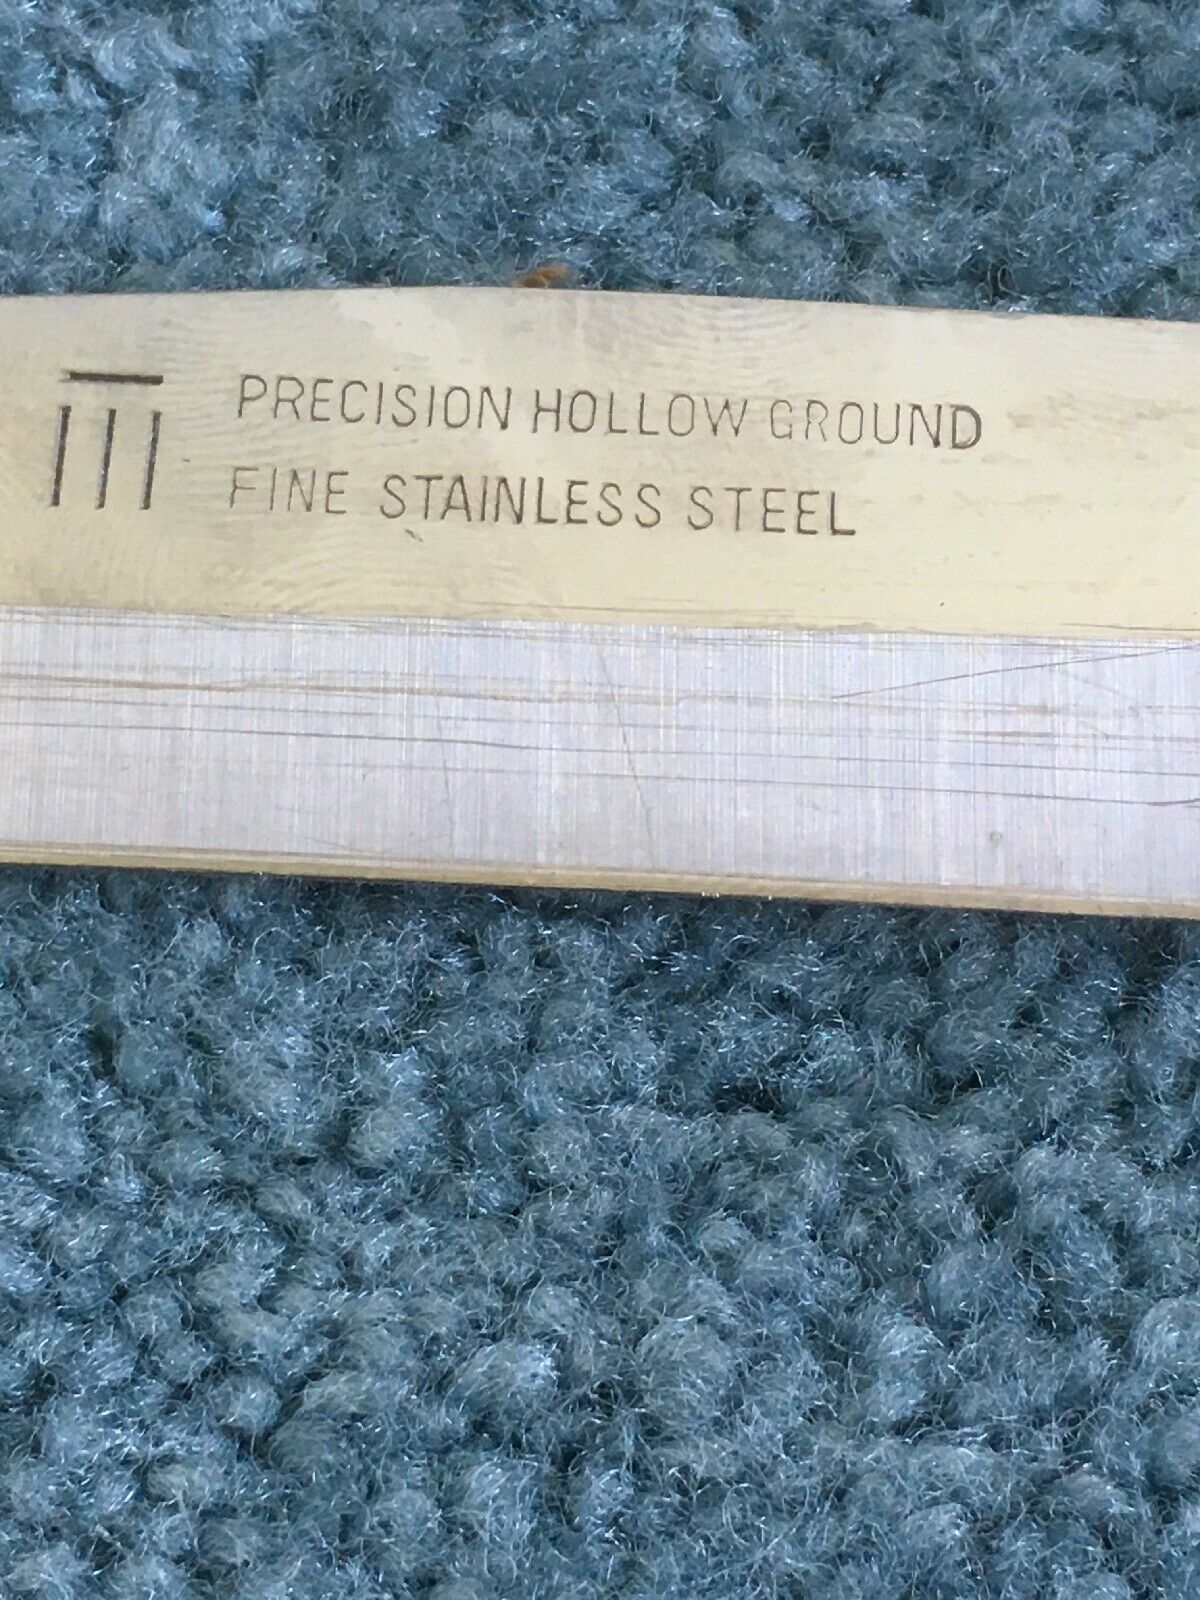 PRECISION HOLLOW GROUND
FINE STAINLESS STEEL